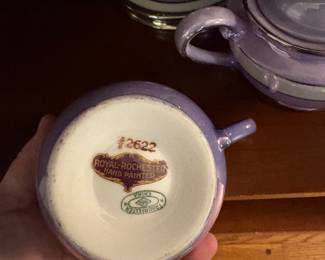 #2622
ROYAL-ROCHESTER
HAND PAINTED